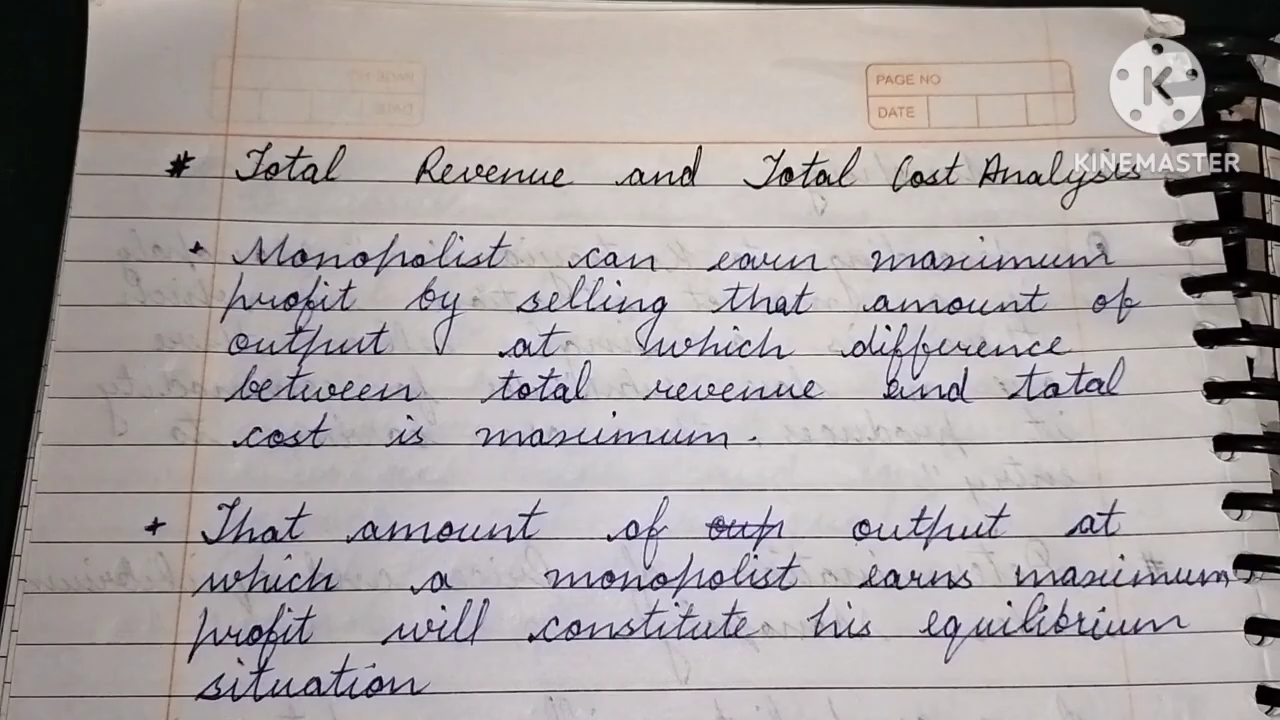 PAGE NO
DATE
K
KINEMASTER
# Total Revenue and Total Cost Analysis
Monopolist can earn maximum
profit by selling that amount of
output at which difference
between total revenue and total
cost is maximum.
That amount of oup output at
which a monopolist earns maximum
profit will constitute his equilibrium
situation